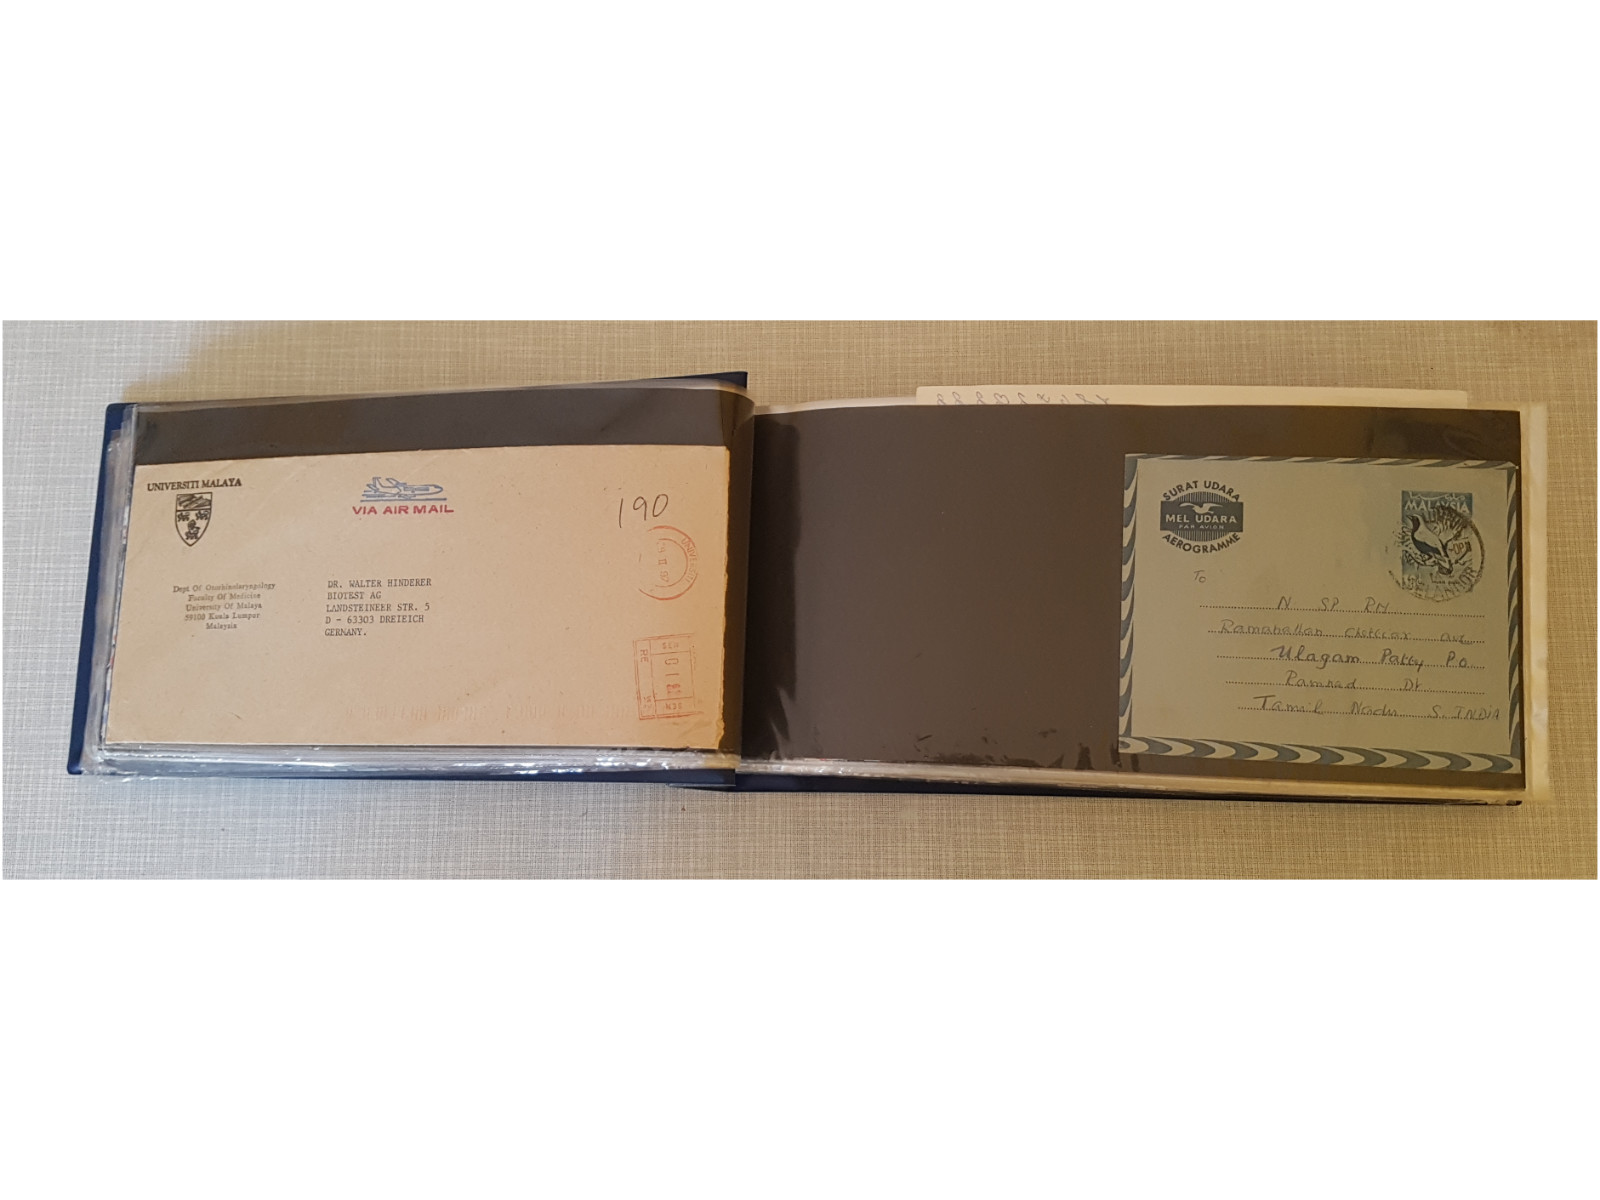 UNIVERSITI MALAYA
VIA AIR MAIL
190
Dept Of Otorhinolaryngology
Faculty Of Medicine
University Of Malaya
59100 Kuala Lumpur
Malaysia
DR. WALTER HINDERER
BIOTEST AG
LANDSTEINEER STR. 5
D - 63303 DREIEICH
GERMANY.
SURAT UDARA
MEL UDARA
PAR AVION
AEROGRAMME
MALAYSIA
SELANGOR
To
N SP RM
Ulagam Patty P.O
Ramnad Dt
Tamil Nadu S. INDIA